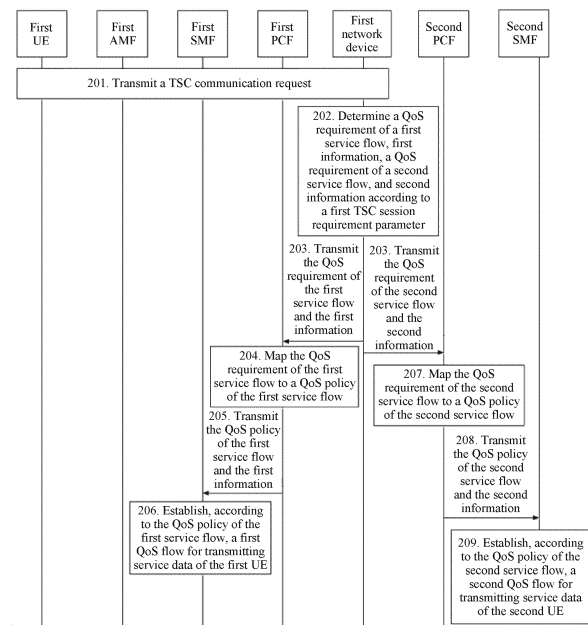 First
UE
First
AMF
First
SMF
First
PCF
First
network
device
Second
PCF
Second
SMF
201. Transmit a TSC communication request
202. Determine a QoS
requirement of a first
service flow, first
information, a QoS
requirement of a second
service flow, and second
information according to
a first TSC session
requirement parameter
203. Transmit
the QoS
requirement of
the first
service flow
and the first
information
203. Transmit
the QoS
requirement
of the second
service flow
and the
second
information
204. Map the QoS
requirement of the first
service flow to a QoS policy
of the first service flow
207. Map the QoS
requirement of the second
service flow to a QoS policy
of the second service flow
205. Transmit
the QoS policy
of the first
service flow
and the first
information
208. Transmit
the QoS policy
of the second
service flow
and the second
information
206. Establish, according
to the QoS policy of the
first service flow, a first
QoS flow for transmitting
service data of the first UE
209. Establish, according
to the QoS policy of the
second service flow, a
second QoS flow for
transmitting service data
of the second UE